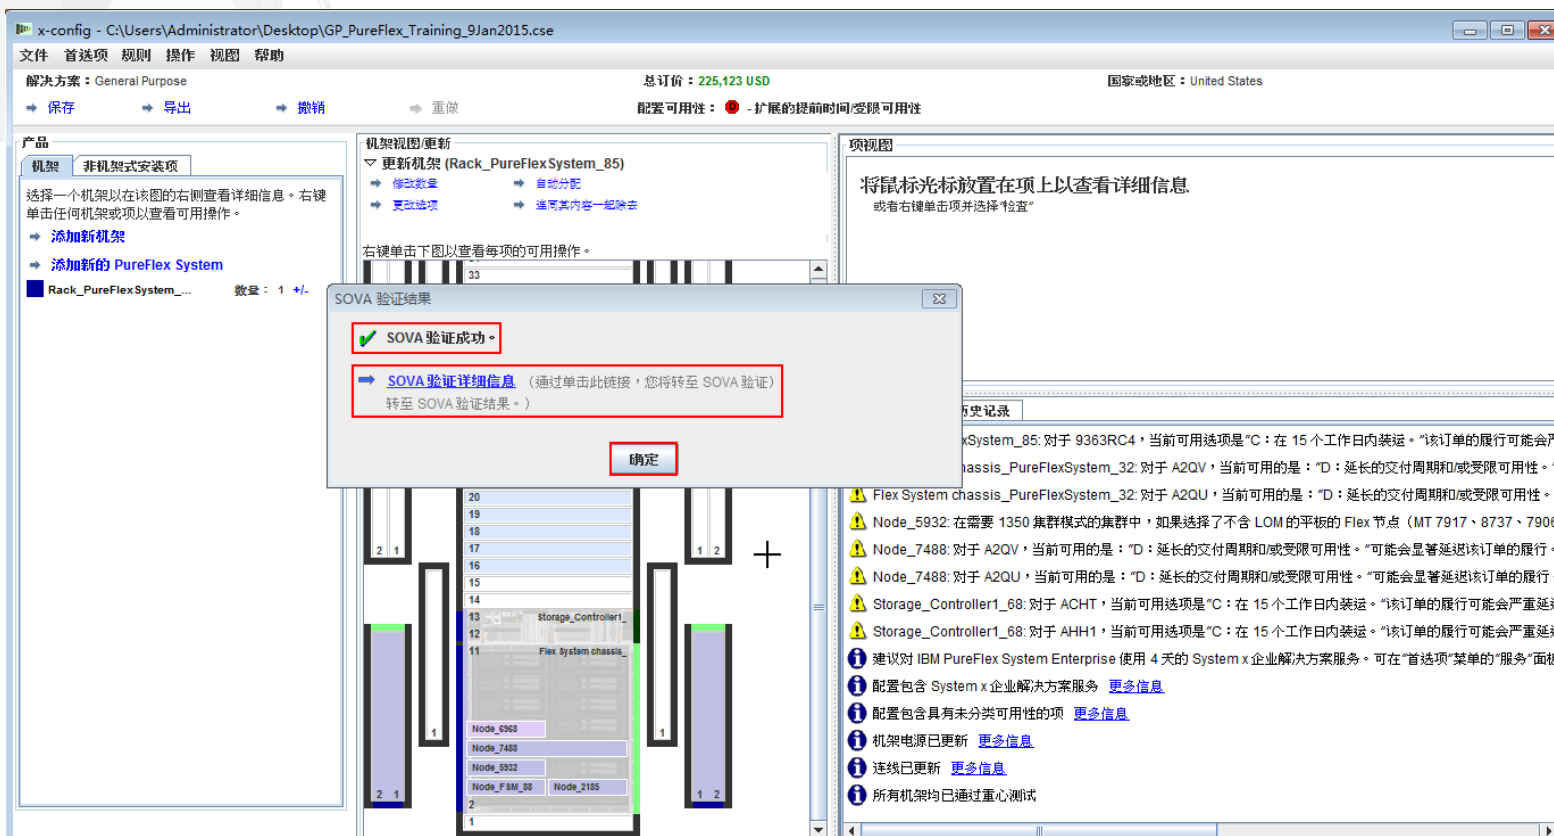 x-config - C:\Users\Administrator\Desktop\GP_PureFlex_Training_9Jan2015.cse
文件 首选项 规则 操作 视图 帮助
解决方案：General Purpose
总订价：225,123 USD
国家或地区：United States
保存 导出 撤销 重做
配置可用性： D - 扩展的提前时间/受限可用性
产品
机架 非机架式安装项
选择一个机架以在该图的右侧查看详细信息。右键
单击任何机架或项以查看可用操作。
添加新机架
添加新的 PureFlex System
Rack_PureFlexSystem_... 数量： 1 +/-
机架视图/更新
更新机架 (Rack_PureFlexSystem_85)
修改数量 自动分配
更改选项 连同其内容一起除去
右键单击下图以查看每项的可用操作。
33
项视图
将鼠标光标放置在项上以查看详细信息
或者右键单击项并选择“检查”
SOVA 验证结果
SOVA 验证成功。
SOVA 验证详细信息 （通过单击此链接，您将转至 SOVA 验证）
转至 SOVA 验证结果。）
确定
20
19
18
17
16
15
14
13 Storage_Controller1_
12
11 Flex System chassis_
Node_6968
Node_7488
Node_5932
Node_FSM_88 Node_2185
2
1
2 1
1 2
1
1
2 1
1 2
历史记录
xSystem_85: 对于 9363RC4，当前可用选项是“C：在 15 个工作日内装运。”该订单的履行可能会严
hassis_PureFlexSystem_32: 对于 A2QV，当前可用的是：“D：延长的交付周期和/或受限可用性。”
Flex System chassis_PureFlexSystem_32: 对于 A2QU，当前可用的是：“D：延长的交付周期和/或受限可用性。
Node_5932: 在需要 1350 集群模式的集群中，如果选择了不含 LOM 的平板的 Flex 节点（MT 7917、8737、7906
Node_7488: 对于 A2QV，当前可用的是：“D：延长的交付周期和/或受限可用性。”可能会显著延迟该订单的履行。
Node_7488: 对于 A2QU，当前可用的是：“D：延长的交付周期和/或受限可用性。”可能会显著延迟该订单的履行
Storage_Controller1_68: 对于 ACHT，当前可用选项是“C：在 15 个工作日内装运。”该订单的履行可能会严重延迟
Storage_Controller1_68: 对于 AHH1，当前可用选项是“C：在 15 个工作日内装运。”该订单的履行可能会严重延迟
建议对 IBM PureFlex System Enterprise 使用 4 天的 System x 企业解决方案服务。可在“首选项”菜单的“服务”面板
配置包含 System x 企业解决方案服务 更多信息
配置包含具有未分类可用性的项 更多信息
机架电源已更新 更多信息
连线已更新 更多信息
所有机架均已通过重心测试